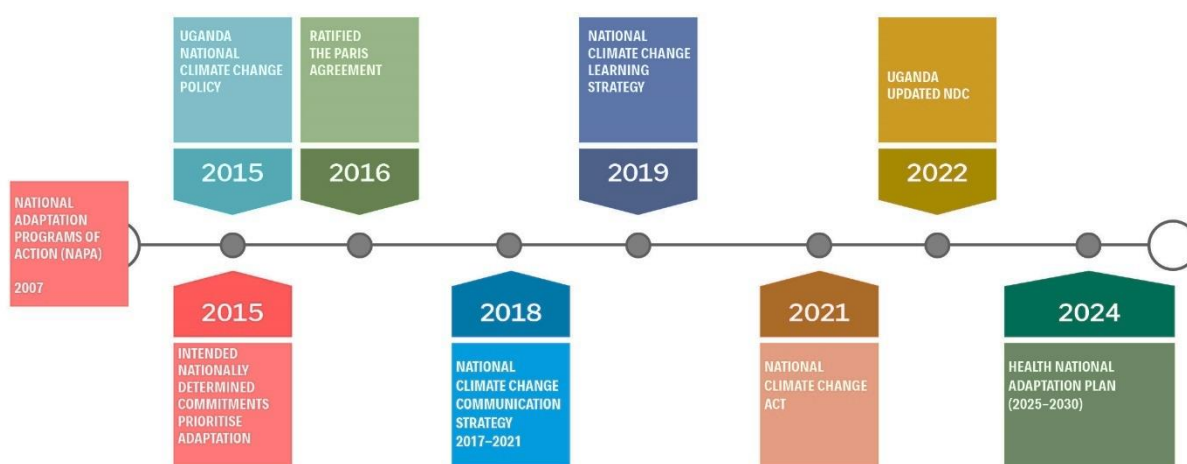 UGANDA
NATIONAL
CLIMATE CHANGE
POLICY
2015
RATIFIED
THE PARIS
AGREEMENT
2016
NATIONAL
CLIMATE CHANGE
LEARNING
STRATEGY
2019
UGANDA
UPDATED NDC
2022
NATIONAL
ADAPTATION
PROGRAMS OF
ACTION (NAPA)
2007
2015
INTENDED
NATIONALLY
DETERMINED
COMMITMENTS
PRIORITISE
ADAPTATION
2018
NATIONAL
CLIMATE CHANGE
COMMUNICATION
STRATEGY
2017–2021
2021
NATIONAL
CLIMATE CHANGE
ACT
2024
HEALTH NATIONAL
ADAPTATION PLAN
(2025–2030)